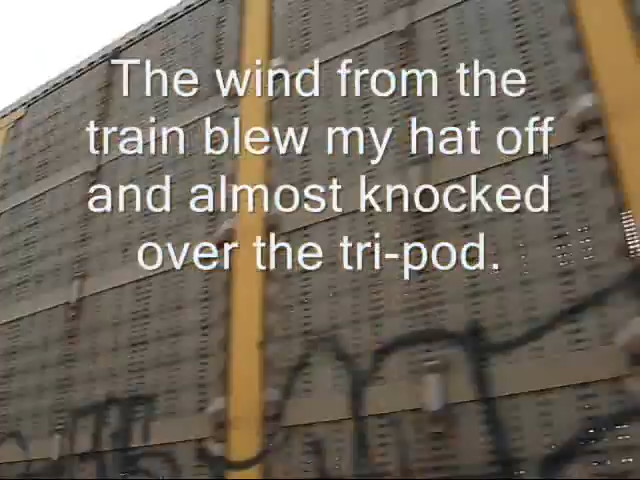 The wind from the
train blew my hat off
and almost knocked
over the tri-pod.